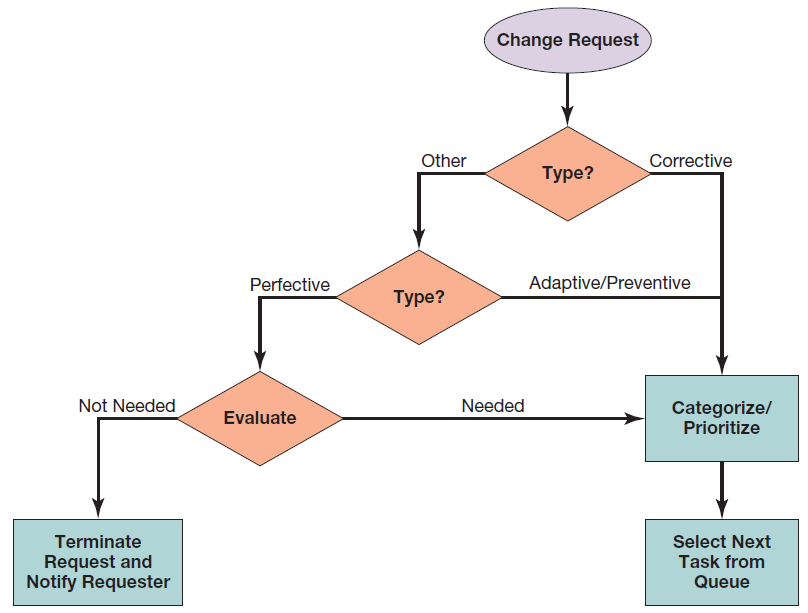 Change Request
Other
Type?
Corrective
Perfective
Type?
Adaptive/Preventive
Not Needed
Evaluate
Needed
Categorize/
Prioritize
Terminate
Request and
Notify Requester
Select Next
Task from
Queue